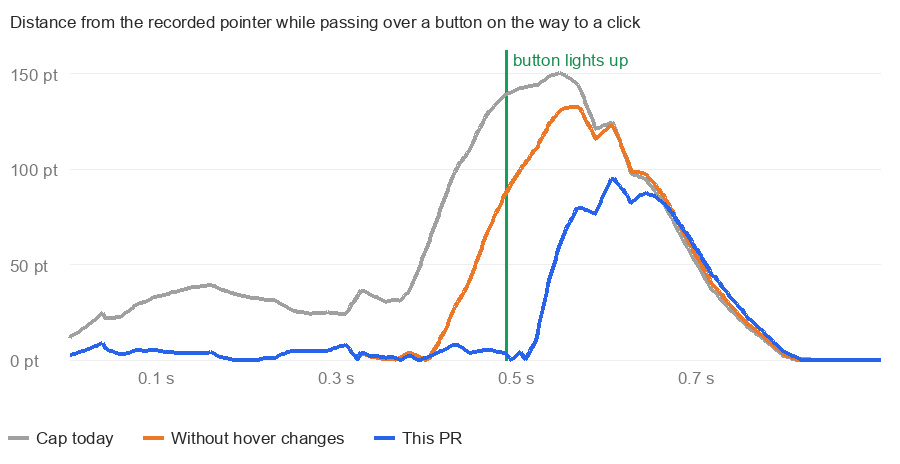 Distance from the recorded pointer while passing over a button on the way to a click
button lights up
150 pt
100 pt
50 pt
0 pt
0.1 s 0.3 s 0.5 s 0.7 s
Cap today Without hover changes This PR